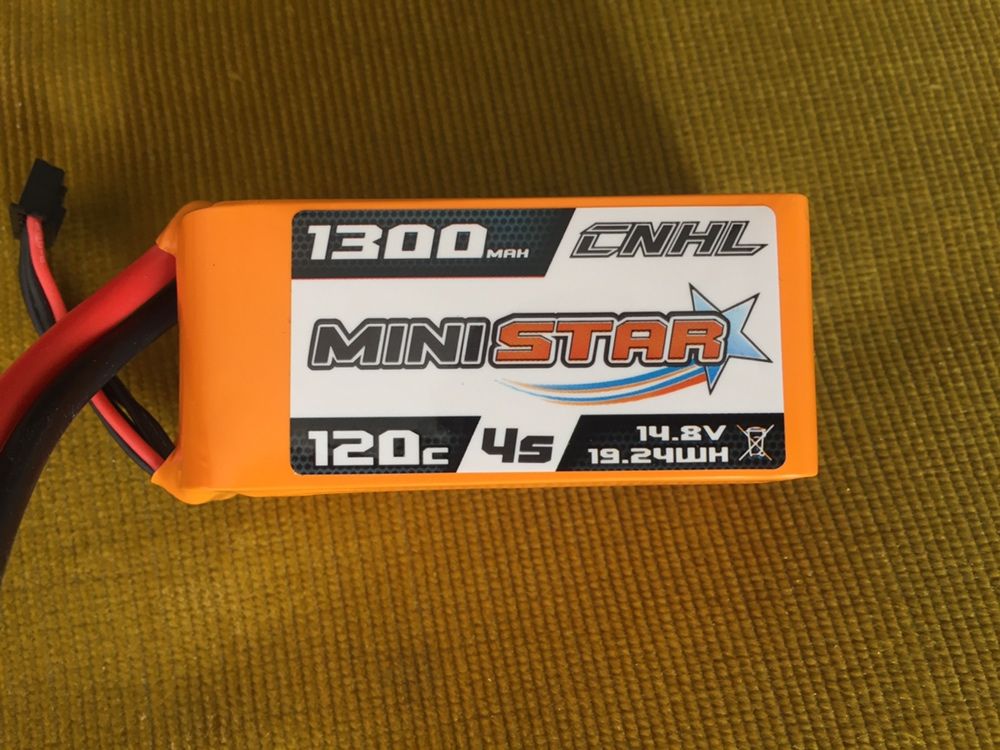 1300MAH CNHL
MINISTAR
120C 4S 14.8V
19.24WH